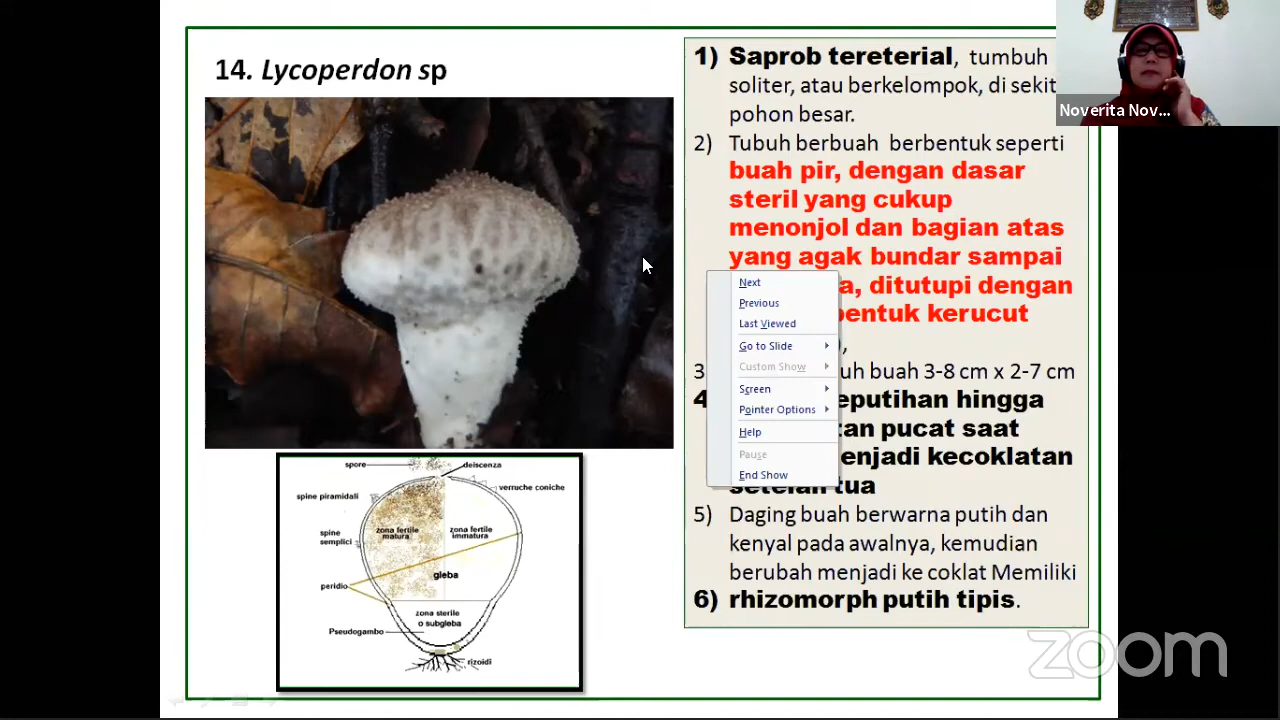 14. Lycoperdon sp
1) Saprob tereterial, tumbuh
soliter, atau berkelompok, di sekit
pohon besar.
2) Tubuh berbuah berbentuk seperti
buah pir, dengan dasar
steril yang cukup
menonjol dan bagian atas
yang agak bundar sampai
a, ditutupi dengan
bentuk kerucut
3 uh buah 3-8 cm x 2-7 cm
4 eputihan hingga
tan pucat saat
enjadi kecoklatan
setelah tua
5) Daging buah berwarna putih dan
kenyal pada awalnya, kemudian
berubah menjadi ke coklat Memiliki
6) rhizomorph putih tipis.
Noverita Nov...
Next
Previous
Last Viewed
Go to Slide
Custom Show
Screen
Pointer Options
Help
Pause
End Show
spore
deiscenza
verruche coniche
spine piramidali
spine
semplici
zona fertile
matura
zona fertile
immatura
gleba
peridio
zona sterile
o subgleba
Pseudogambo
rizoidi
zoom